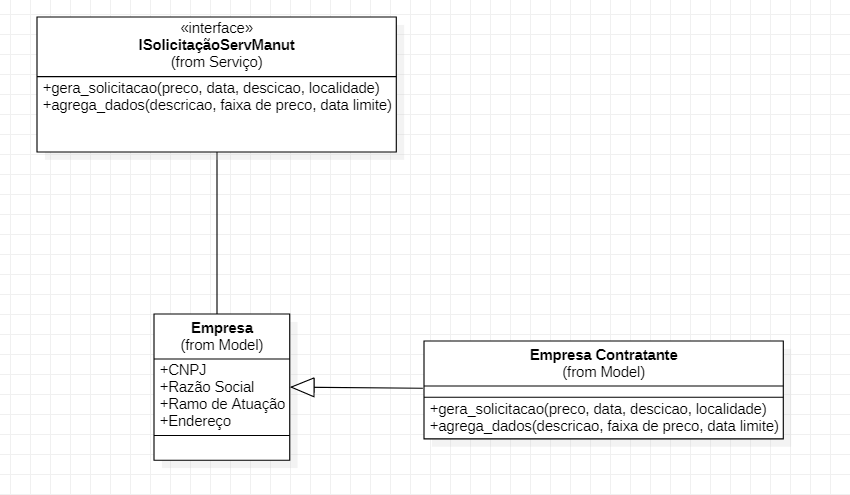 «interface»
ISolicitaçãoServManut
(from Serviço)
+gera_solicitacao(preco, data, descicao, localidade)
+agrega_dados(descricao, faixa de preco, data limite)
Empresa
(from Model)
+CNPJ
+Razão Social
+Ramo de Atuação
+Endereço
Empresa Contratante
(from Model)
+gera_solicitacao(preco, data, descicao, localidade)
+agrega_dados(descricao, faixa de preco, data limite)